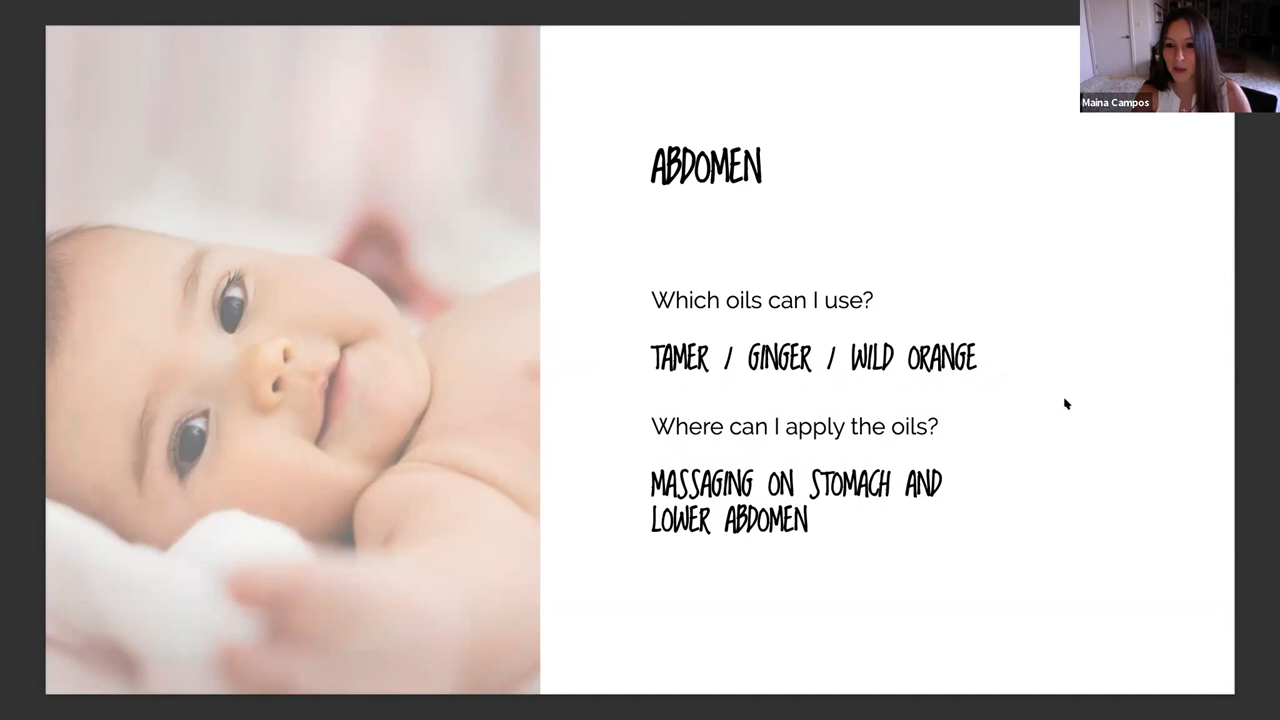 Maina Campos
ABDOMEN
Which oils can I use?
TAMER / GINGER / WILD ORANGE
Where can I apply the oils?
MASSAGING ON STOMACH AND
LOWER ABDOMEN